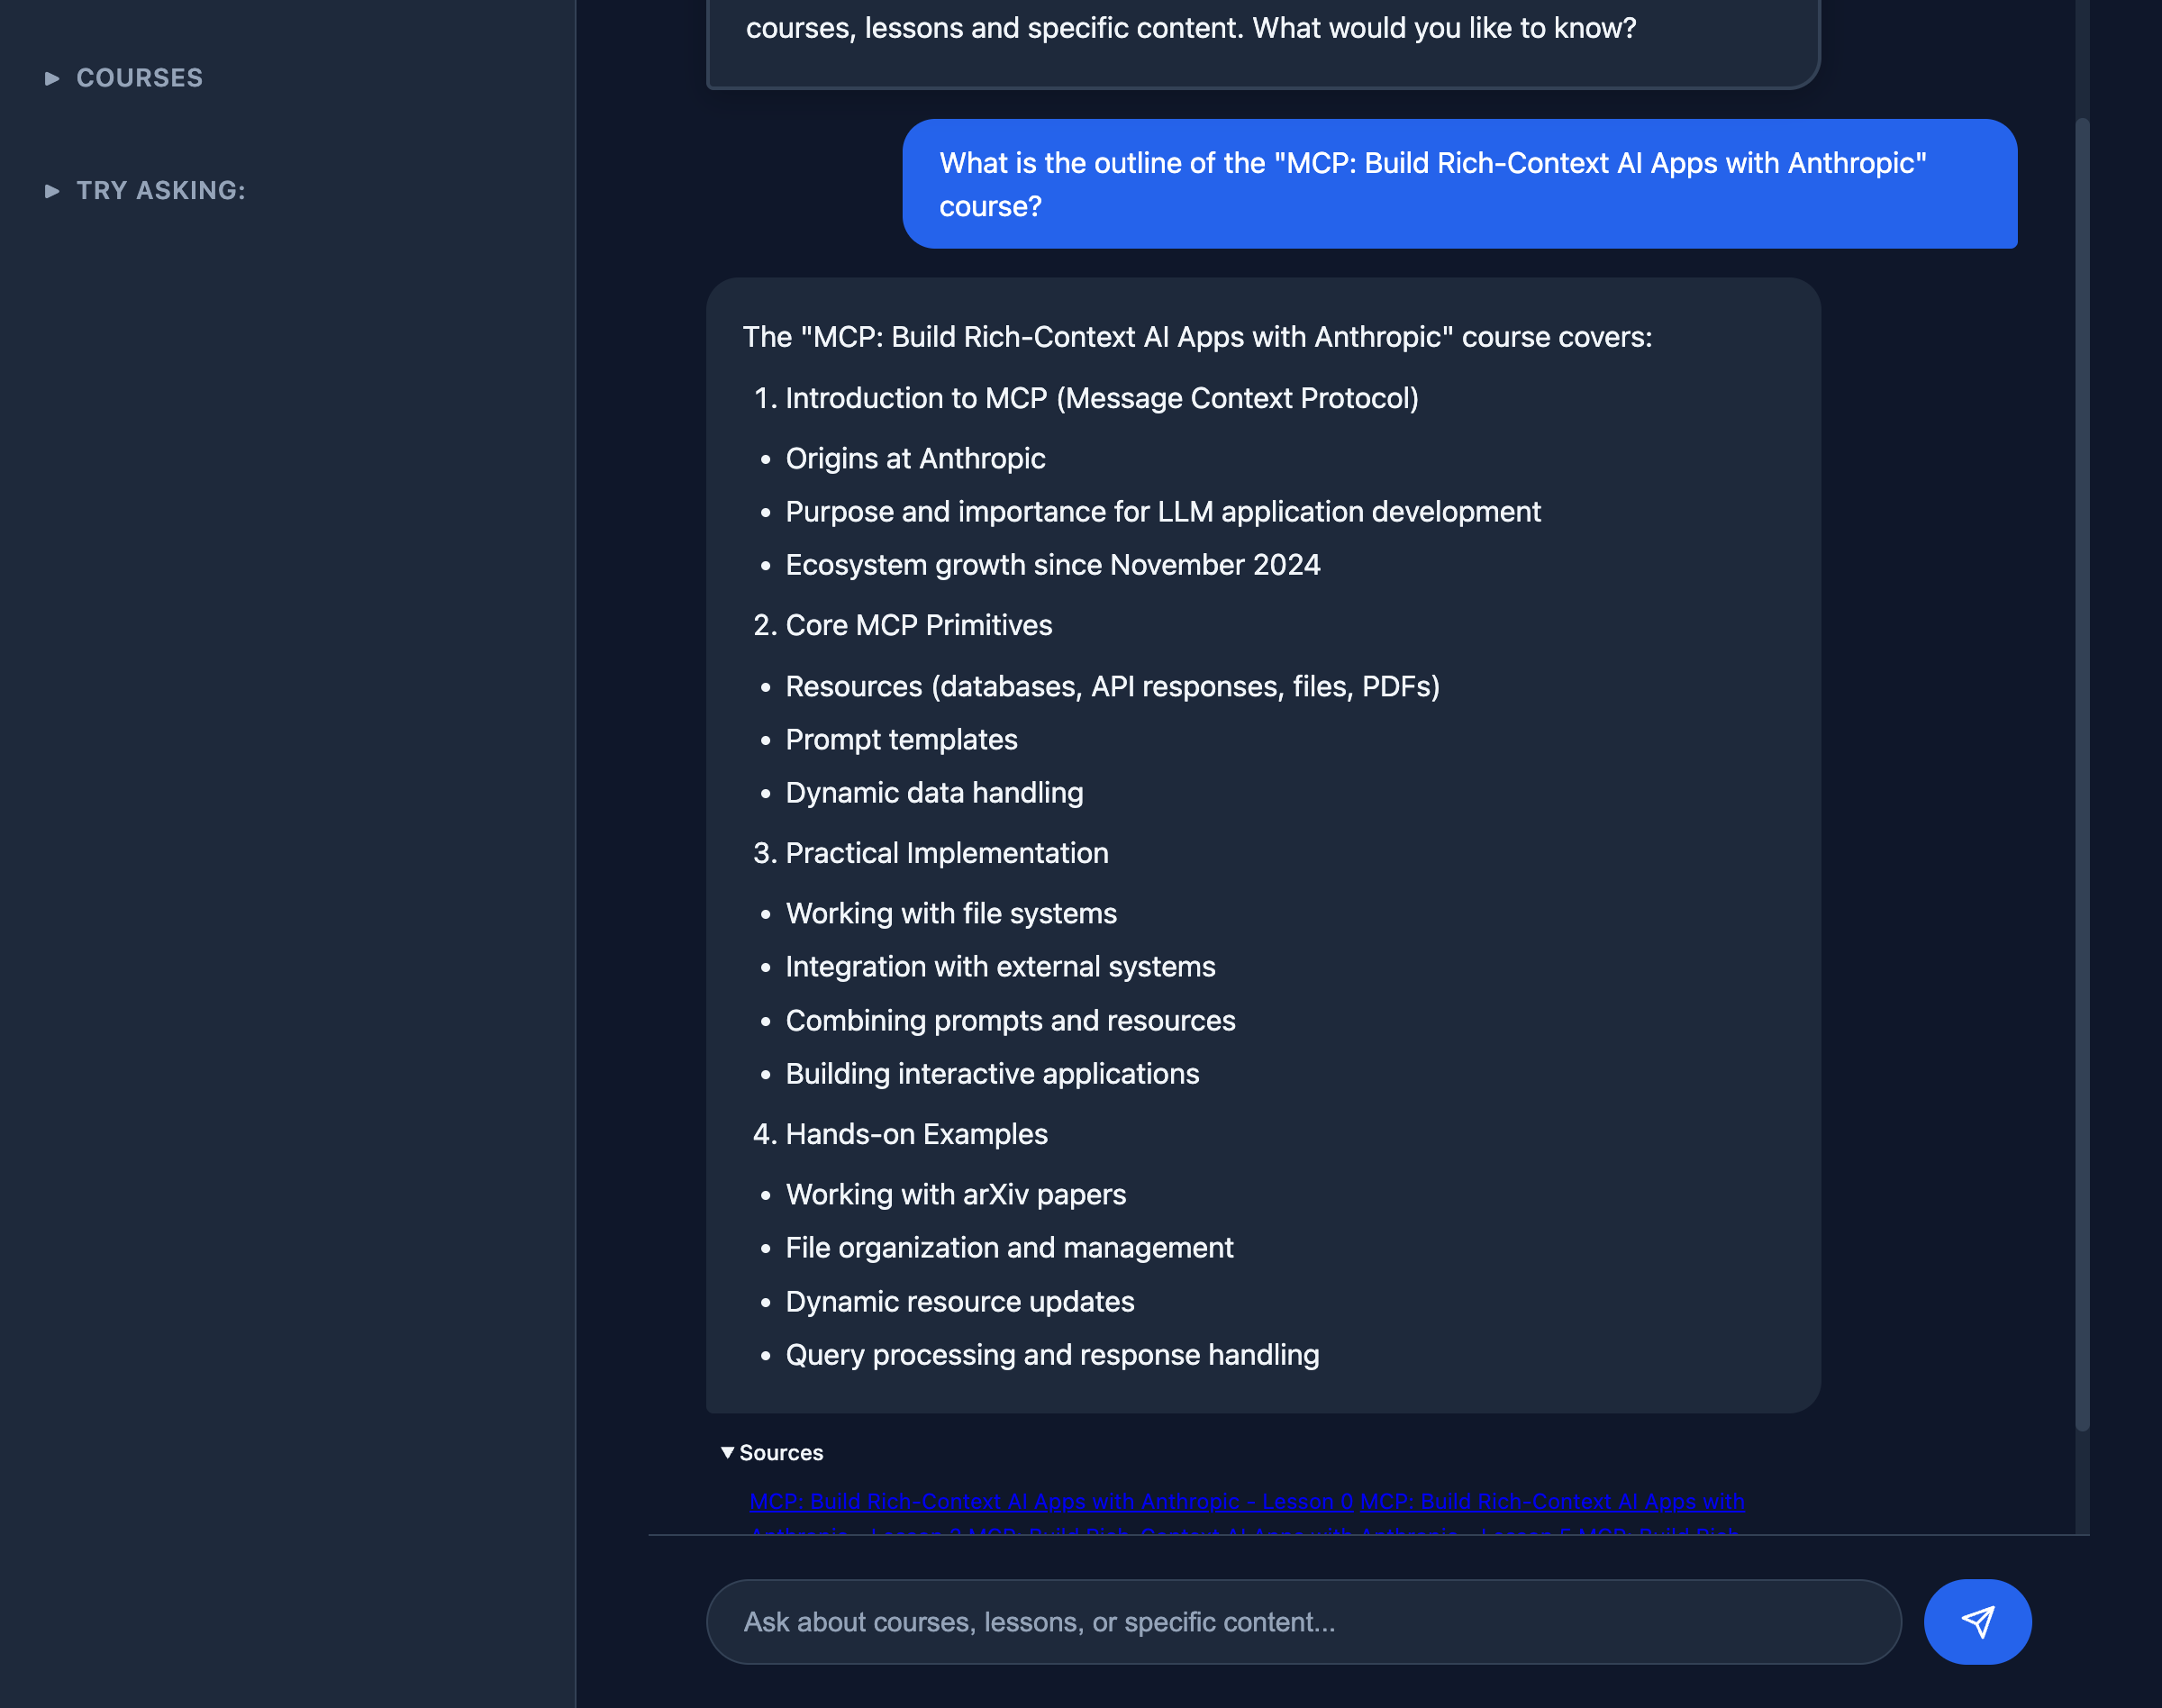 COURSES
TRY ASKING:
courses, lessons and specific content. What would you like to know?
What is the outline of the "MCP: Build Rich-Context AI Apps with Anthropic"
course?
The "MCP: Build Rich-Context AI Apps with Anthropic" course covers:
1. Introduction to MCP (Message Context Protocol)
• Origins at Anthropic
• Purpose and importance for LLM application development
• Ecosystem growth since November 2024
2. Core MCP Primitives
• Resources (databases, API responses, files, PDFs)
• Prompt templates
• Dynamic data handling
3. Practical Implementation
• Working with file systems
• Integration with external systems
• Combining prompts and resources
• Building interactive applications
4. Hands-on Examples
• Working with arXiv papers
• File organization and management
• Dynamic resource updates
• Query processing and response handling
Sources
MCP: Build Rich-Context AI Apps with Anthropic - Lesson 0 MCP: Build Rich-Context AI Apps with
Ask about courses, lessons, or specific content...